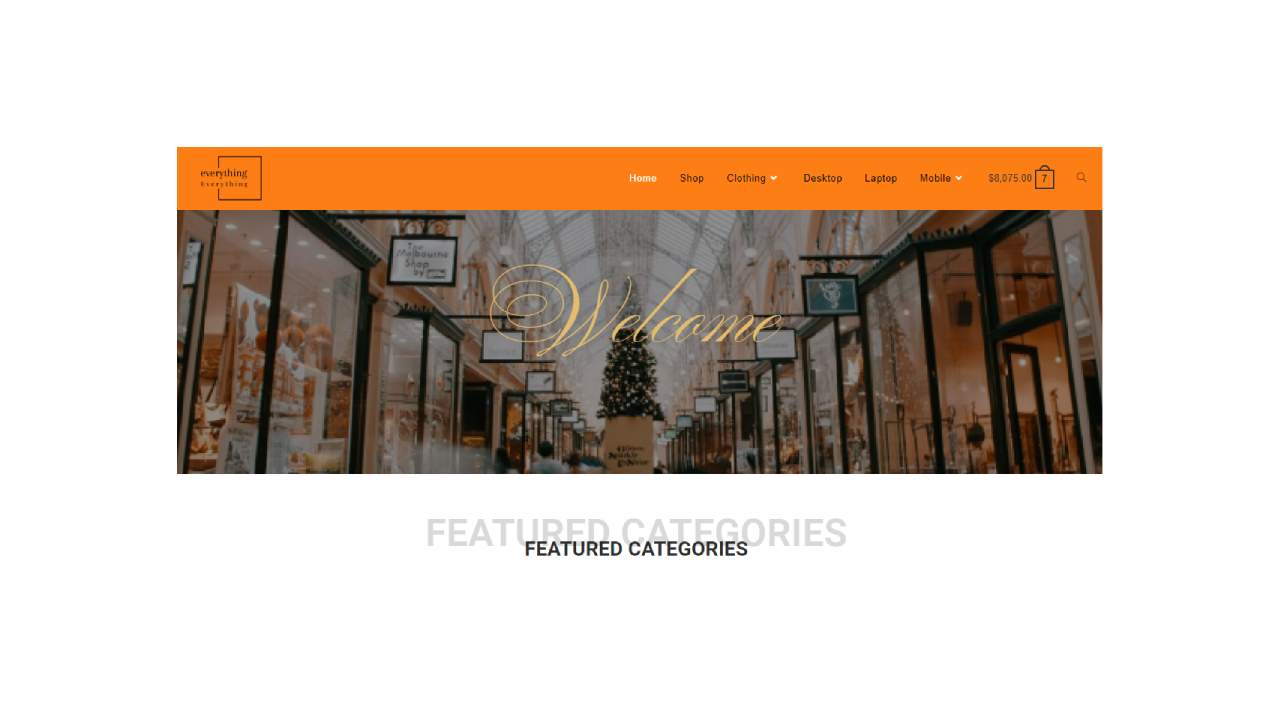 everything
Everything
Home Shop Clothing Desktop Laptop Mobile $8,075.00 7
The
Melbourne
Shop
by
Welcome
FEATURED CATEGORIES
FEATURED CATEGORIES